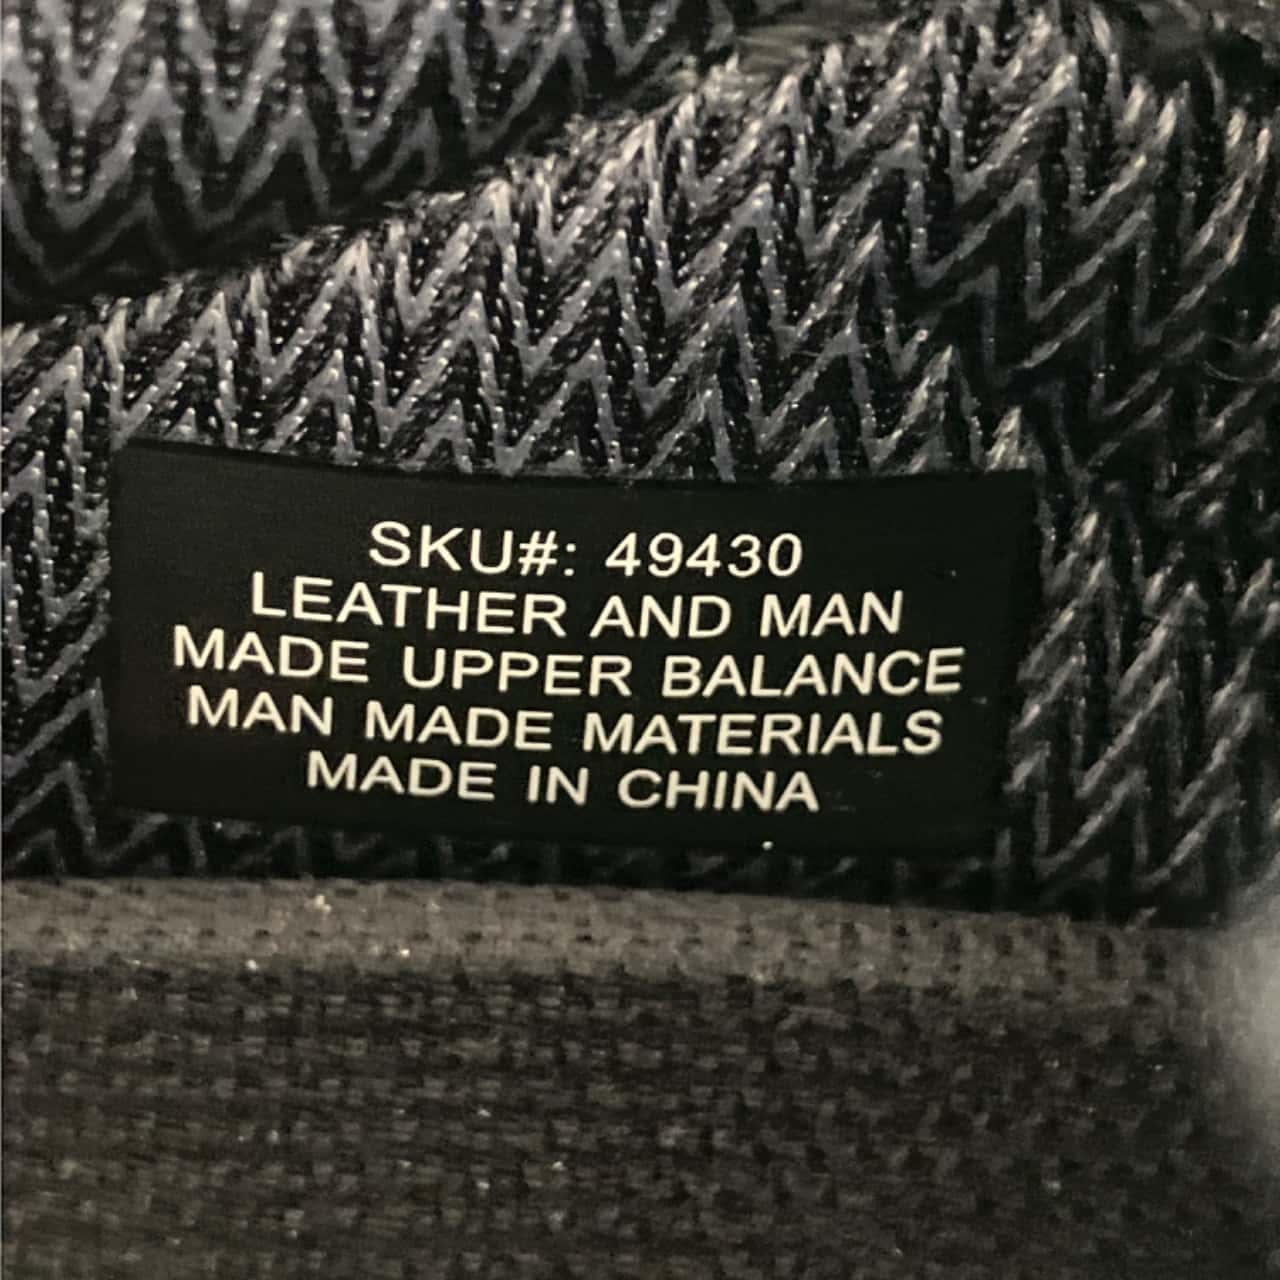 SKU#: 49430
LEATHER AND MAN
MADE UPPER BALANCE
MAN MADE MATERIALS
MADE IN CHINA